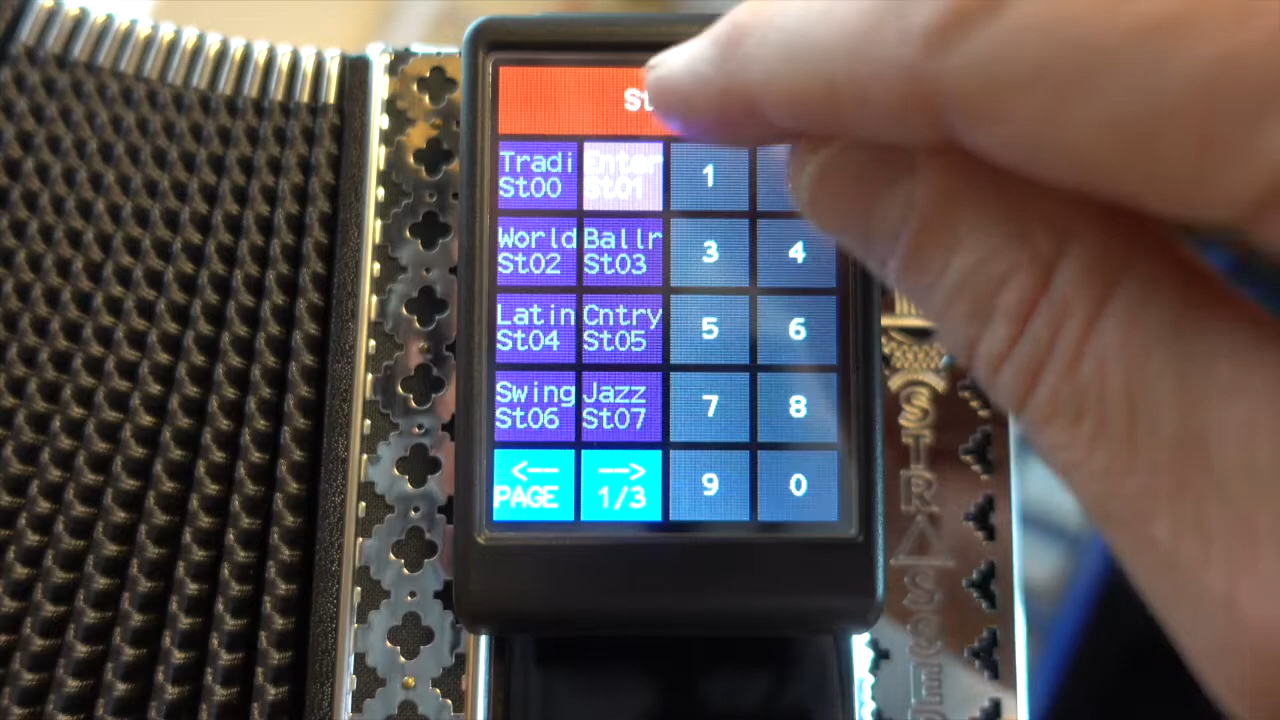 Tradi
St00
Enter
St01
1
World
St02
Ballr
St03
3
4
Latin
St04
Cntry
St05
5
6
Swing
St06
Jazz
St07
7
8
<—
PAGE
—>
1/3
9
0